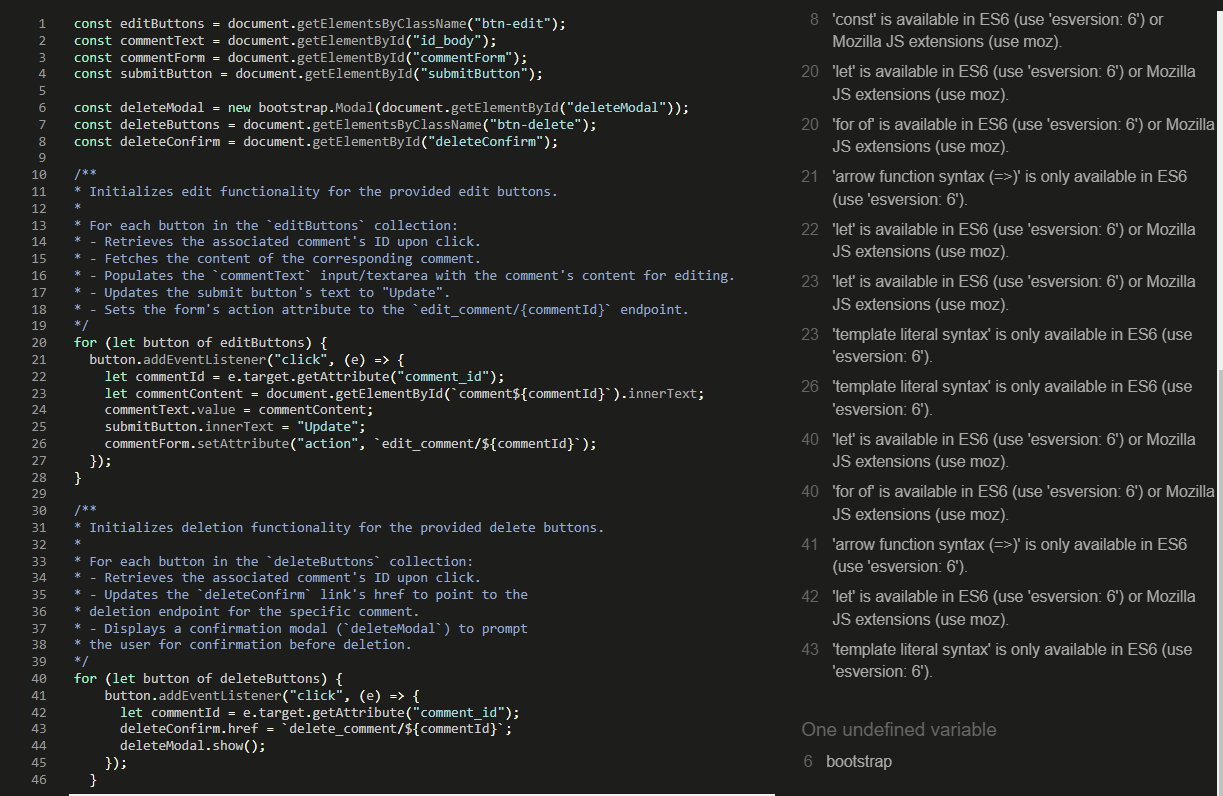 1 const editButtons = document.getElementsByClassName("btn-edit");
2 const commentText = document.getElementById("id_body");
3 const commentForm = document.getElementById("commentForm");
4 const submitButton = document.getElementById("submitButton");
5
6 const deleteModal = new bootstrap.Modal(document.getElementById("deleteModal"));
7 const deleteButtons = document.getElementsByClassName("btn-delete");
8 const deleteConfirm = document.getElementById("deleteConfirm");
9
10 /**
11 * Initializes edit functionality for the provided edit buttons.
12 *
13 * For each button in the `editButtons` collection:
14 * - Retrieves the associated comment's ID upon click.
15 * - Fetches the content of the corresponding comment.
16 * - Populates the `commentText` input/textarea with the comment's content for editing.
17 * - Updates the submit button's text to "Update".
18 * - Sets the form's action attribute to the `edit_comment/{commentId}` endpoint.
19 */
20 for (let button of editButtons) {
21   button.addEventListener("click", (e) => {
22     let commentId = e.target.getAttribute("comment_id");
23     let commentContent = document.getElementById(`comment${commentId}`).innerText;
24     commentText.value = commentContent;
25     submitButton.innerText = "Update";
26     commentForm.setAttribute("action", `edit_comment/${commentId}`);
27   });
28 }
29
30 /**
31 * Initializes deletion functionality for the provided delete buttons.
32 *
33 * For each button in the `deleteButtons` collection:
34 * - Retrieves the associated comment's ID upon click.
35 * - Updates the `deleteConfirm` link's href to point to the
36 * deletion endpoint for the specific comment.
37 * - Displays a confirmation modal (`deleteModal`) to prompt
38 * the user for confirmation before deletion.
39 */
40 for (let button of deleteButtons) {
41     button.addEventListener("click", (e) => {
42       let commentId = e.target.getAttribute("comment_id");
43       deleteConfirm.href = `delete_comment/${commentId}`;
44       deleteModal.show();
45     });
46   }
8 'const' is available in ES6 (use 'esversion: 6') or
Mozilla JS extensions (use moz).
20 'let' is available in ES6 (use 'esversion: 6') or Mozilla
JS extensions (use moz).
20 'for of' is available in ES6 (use 'esversion: 6') or Mozilla
JS extensions (use moz).
21 'arrow function syntax (=>)' is only available in ES6
(use 'esversion: 6').
22 'let' is available in ES6 (use 'esversion: 6') or Mozilla
JS extensions (use moz).
23 'let' is available in ES6 (use 'esversion: 6') or Mozilla
JS extensions (use moz).
23 'template literal syntax' is only available in ES6 (use
'esversion: 6').
26 'template literal syntax' is only available in ES6 (use
'esversion: 6').
40 'let' is available in ES6 (use 'esversion: 6') or Mozilla
JS extensions (use moz).
40 'for of' is available in ES6 (use 'esversion: 6') or Mozilla
JS extensions (use moz).
41 'arrow function syntax (=>)' is only available in ES6
(use 'esversion: 6').
42 'let' is available in ES6 (use 'esversion: 6') or Mozilla
JS extensions (use moz).
43 'template literal syntax' is only available in ES6 (use
'esversion: 6').
One undefined variable
6 bootstrap